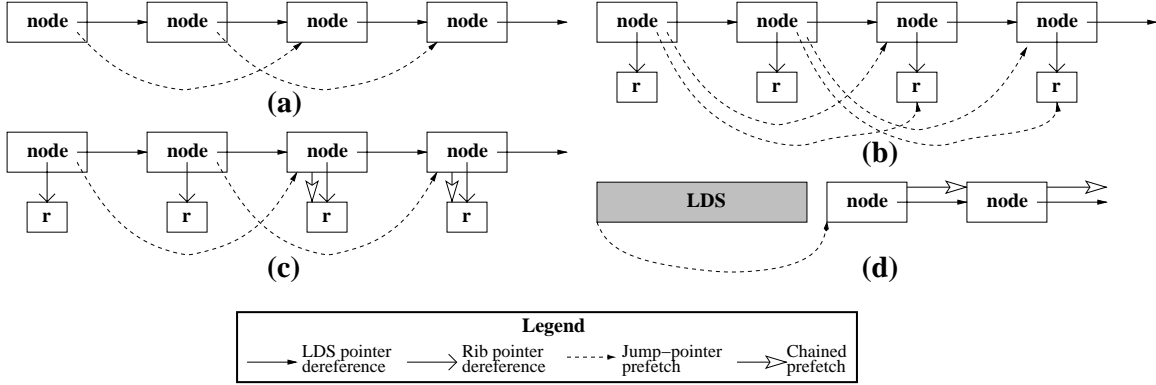 node node node node
(a)
node node node node
r r r r
(b)
node node node node
r r r r
(c)
LDS node node
(d)
Legend
LDS pointer dereference
Rib pointer dereference
Jump−pointer prefetch
Chained prefetch